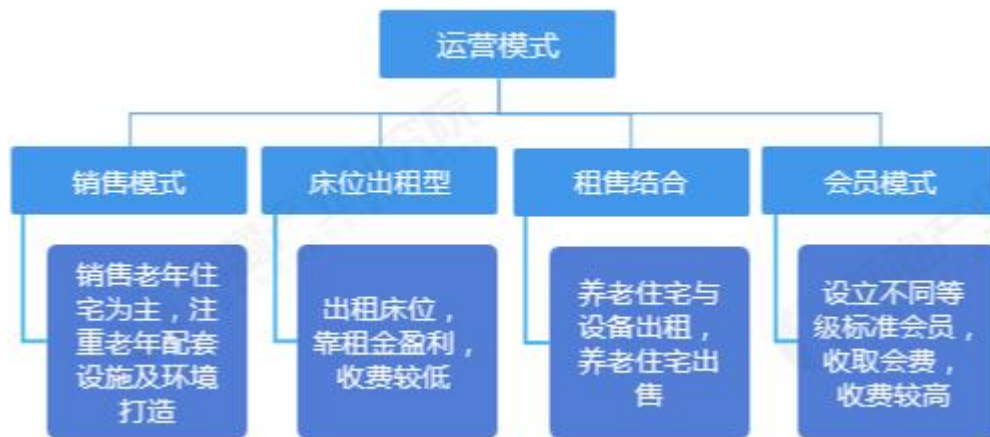 运营模式
销售模式
床位出租型
租售结合
会员模式
销售老年住
宅为主，注
重老年配套
设施及环境
打造
出租床位，
靠租金盈利，
收费较低
养老住宅与
设备出租，
养老住宅出
售
设立不同等
级标准会员，
收取会费，
收费较高